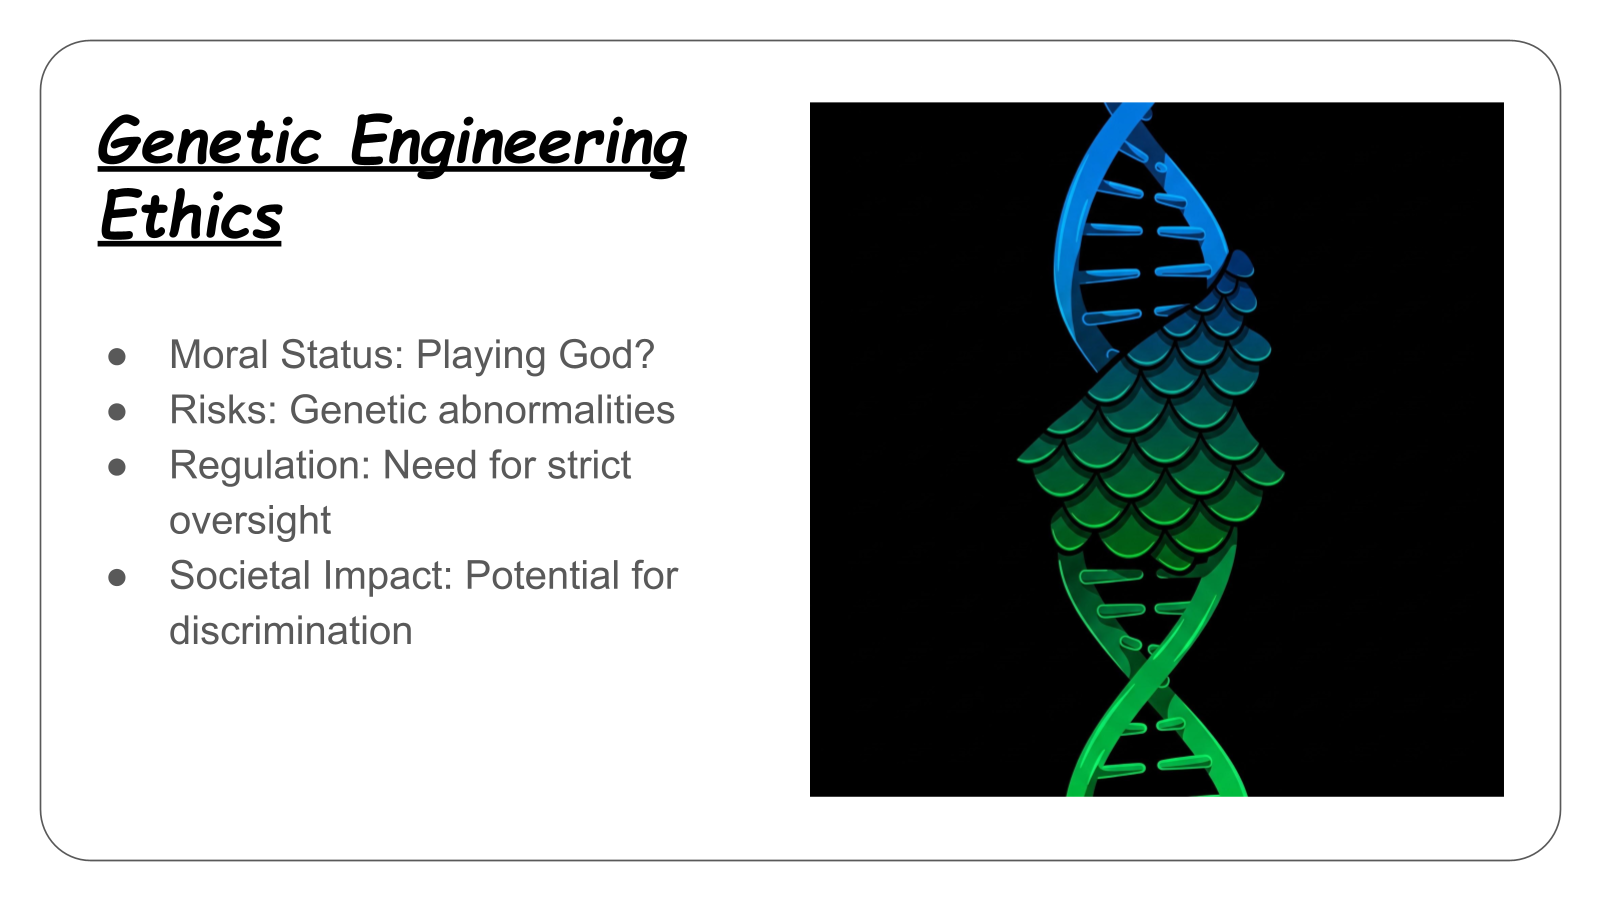 Genetic Engineering
Ethics
● Moral Status: Playing God?
● Risks: Genetic abnormalities
● Regulation: Need for strict
oversight
● Societal Impact: Potential for
discrimination